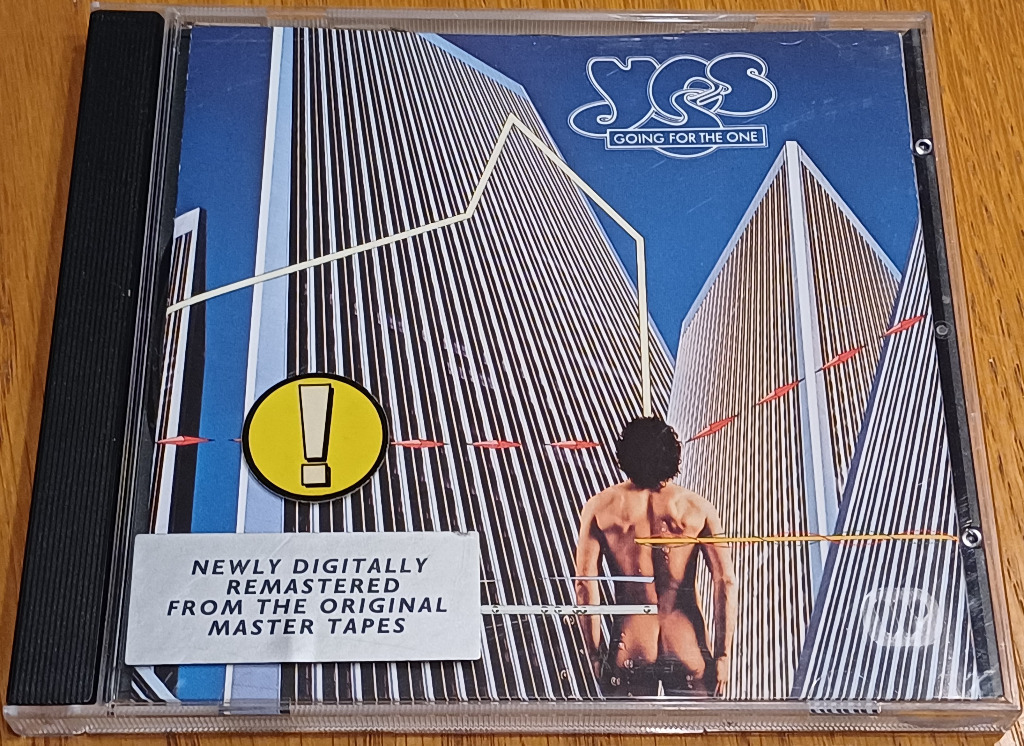 YES
GOING FOR THE ONE
!
NEWLY DIGITALLY
REMASTERED
FROM THE ORIGINAL
MASTER TAPES